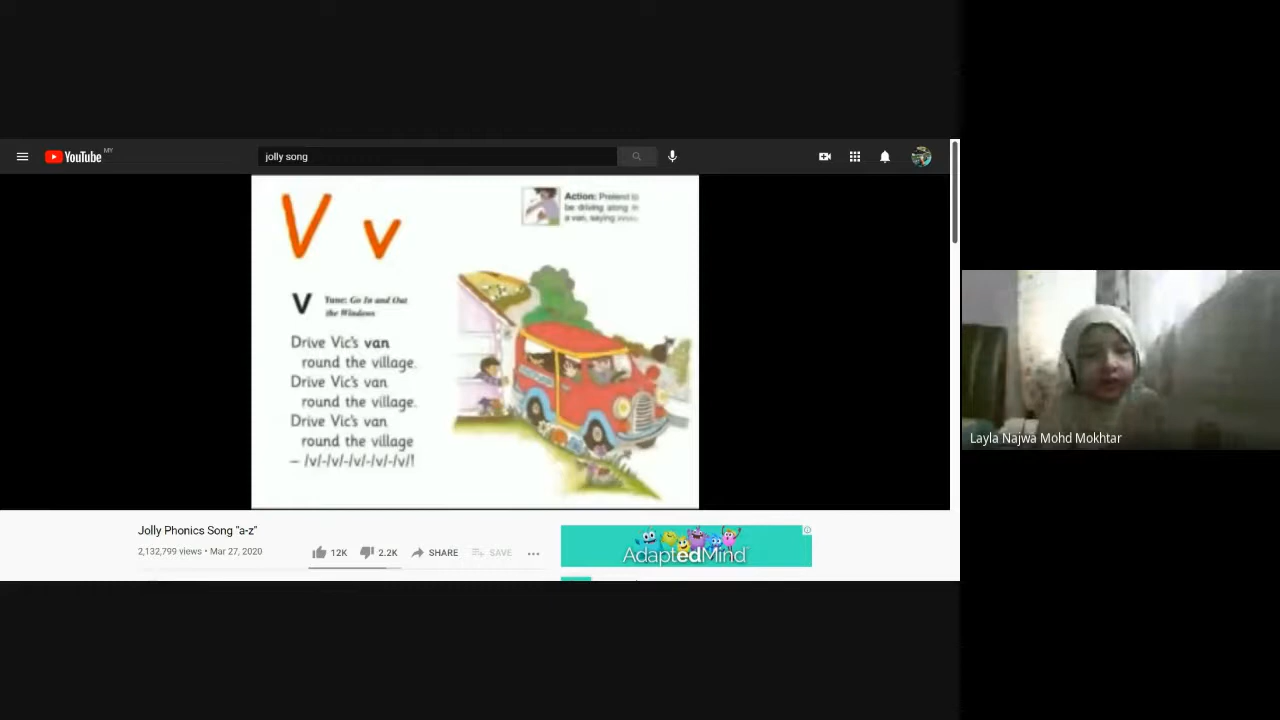 YouTube MY
jolly song
V v
Action: Pretend to
be driving along in
a van, saying vvvv.
v
Tune: Go In and Out
the Windows
Drive Vic's van
round the village.
Drive Vic's van
round the village.
Drive Vic's van
round the village
– /v/-/v/-/v/-/v/-/v/!
Jolly Phonics Song "a-z"
2,132,799 views • Mar 27, 2020
12K
2.2K
SHARE
SAVE
AdaptedMind
Layla Najwa Mohd Mokhtar